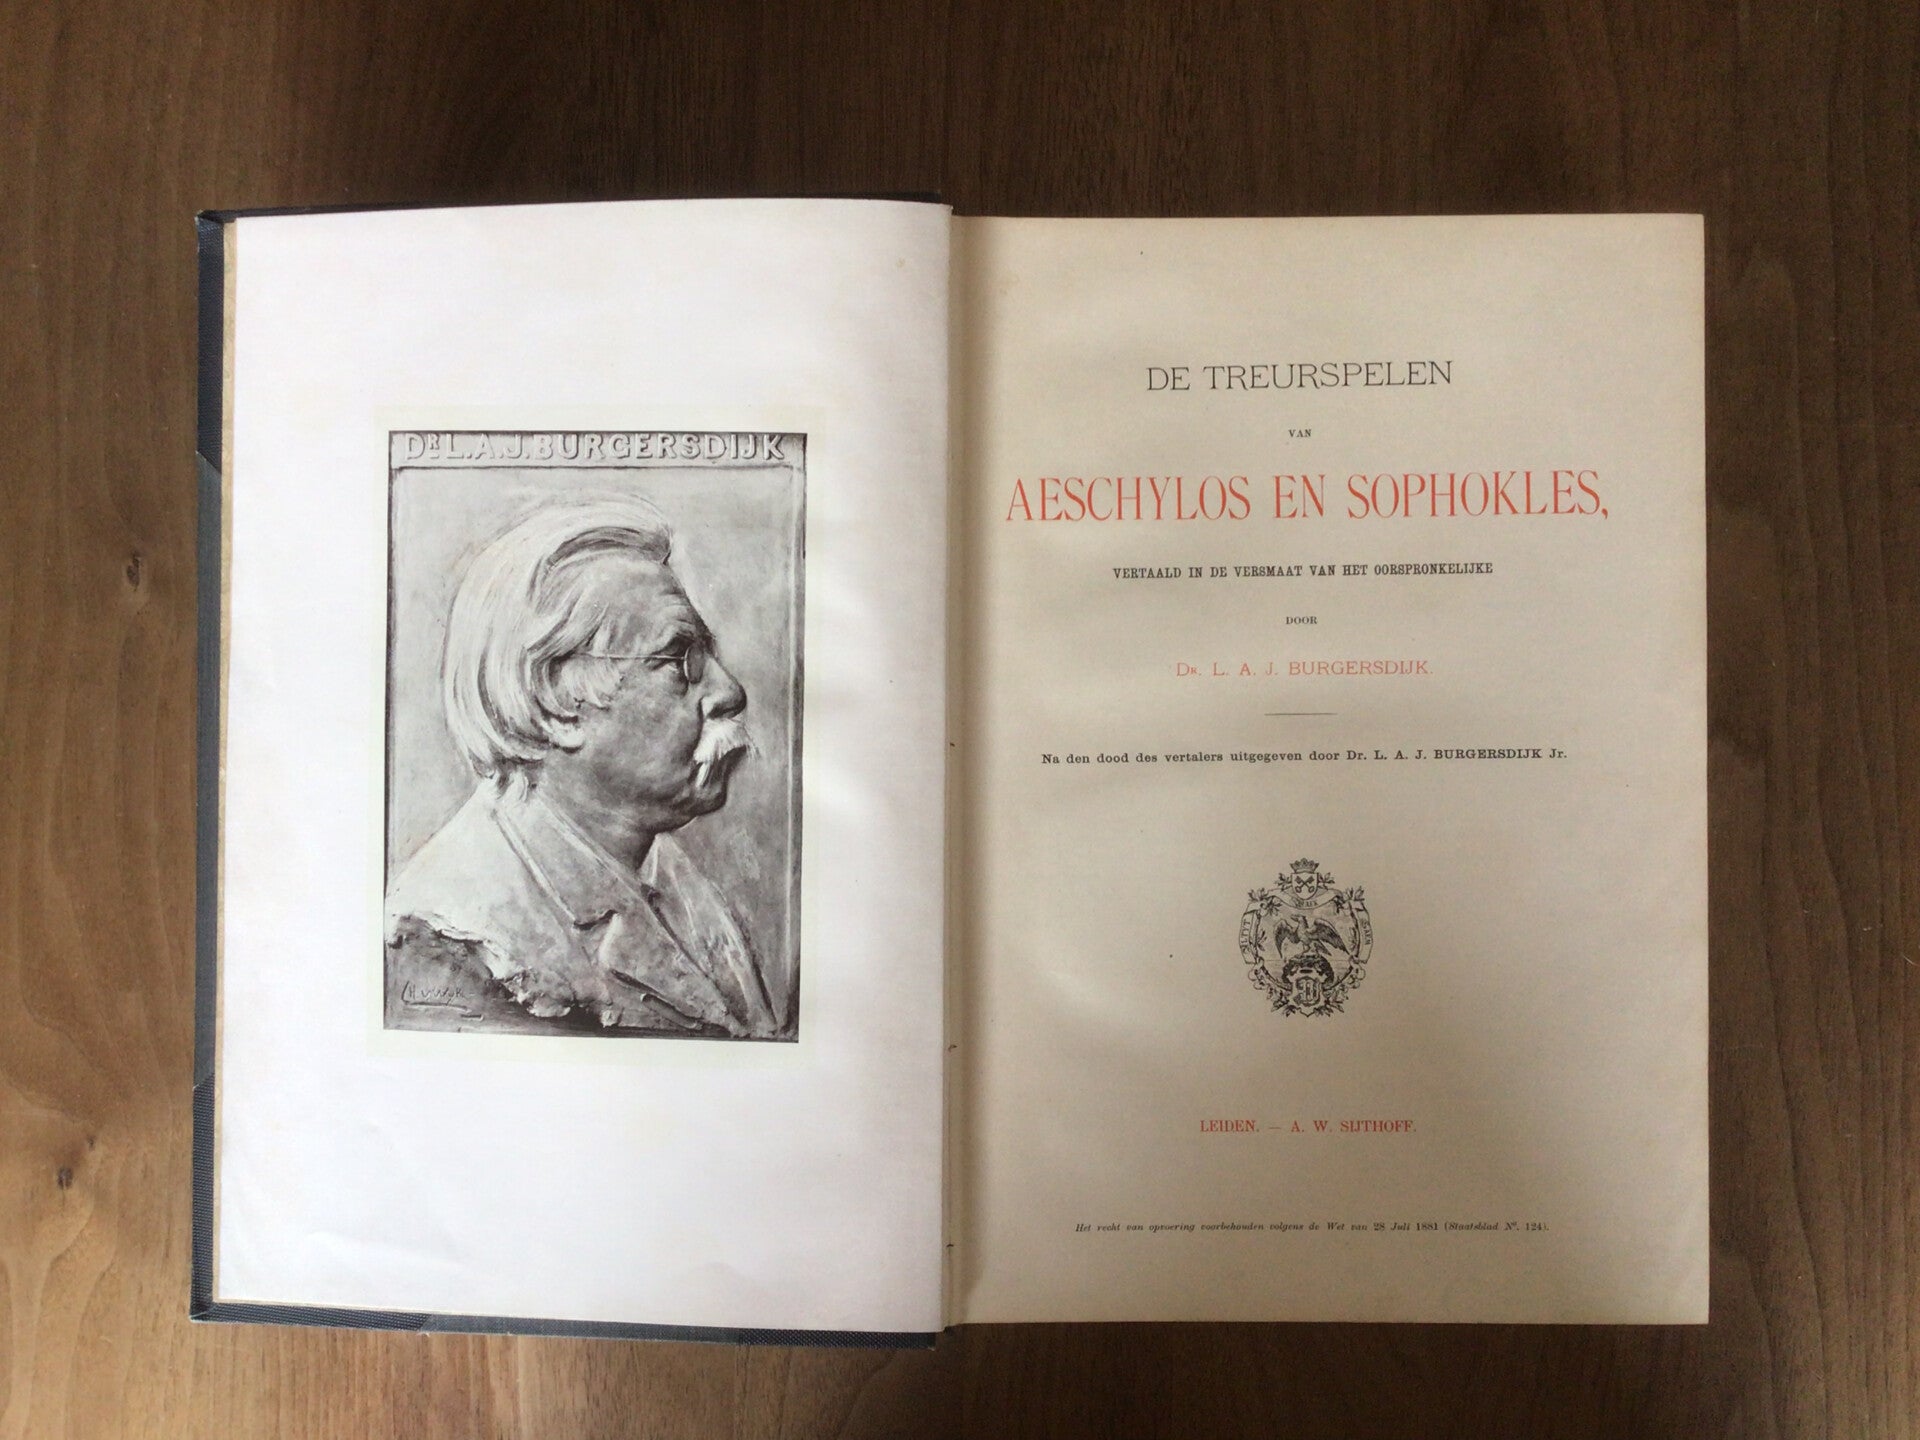 DR. L.A.J. BURGERSDIJK
DE TREURSPELEN
VAN
AESCHYLOS EN SOPHOKLES,
VERTAALD IN DE VERSMAAT VAN HET OORSPRONKELIJKE
DOOR
DR. L. A. J. BURGERSDIJK.
Na den dood des vertalers uitgegeven door Dr. L. A. J. BURGERSDIJK Jr.
LEIDEN. — A. W. SIJTHOFF.
Het recht van opvoering voorbehouden volgens de Wet van 28 Juli 1881 (Staatsblad Nº. 124).